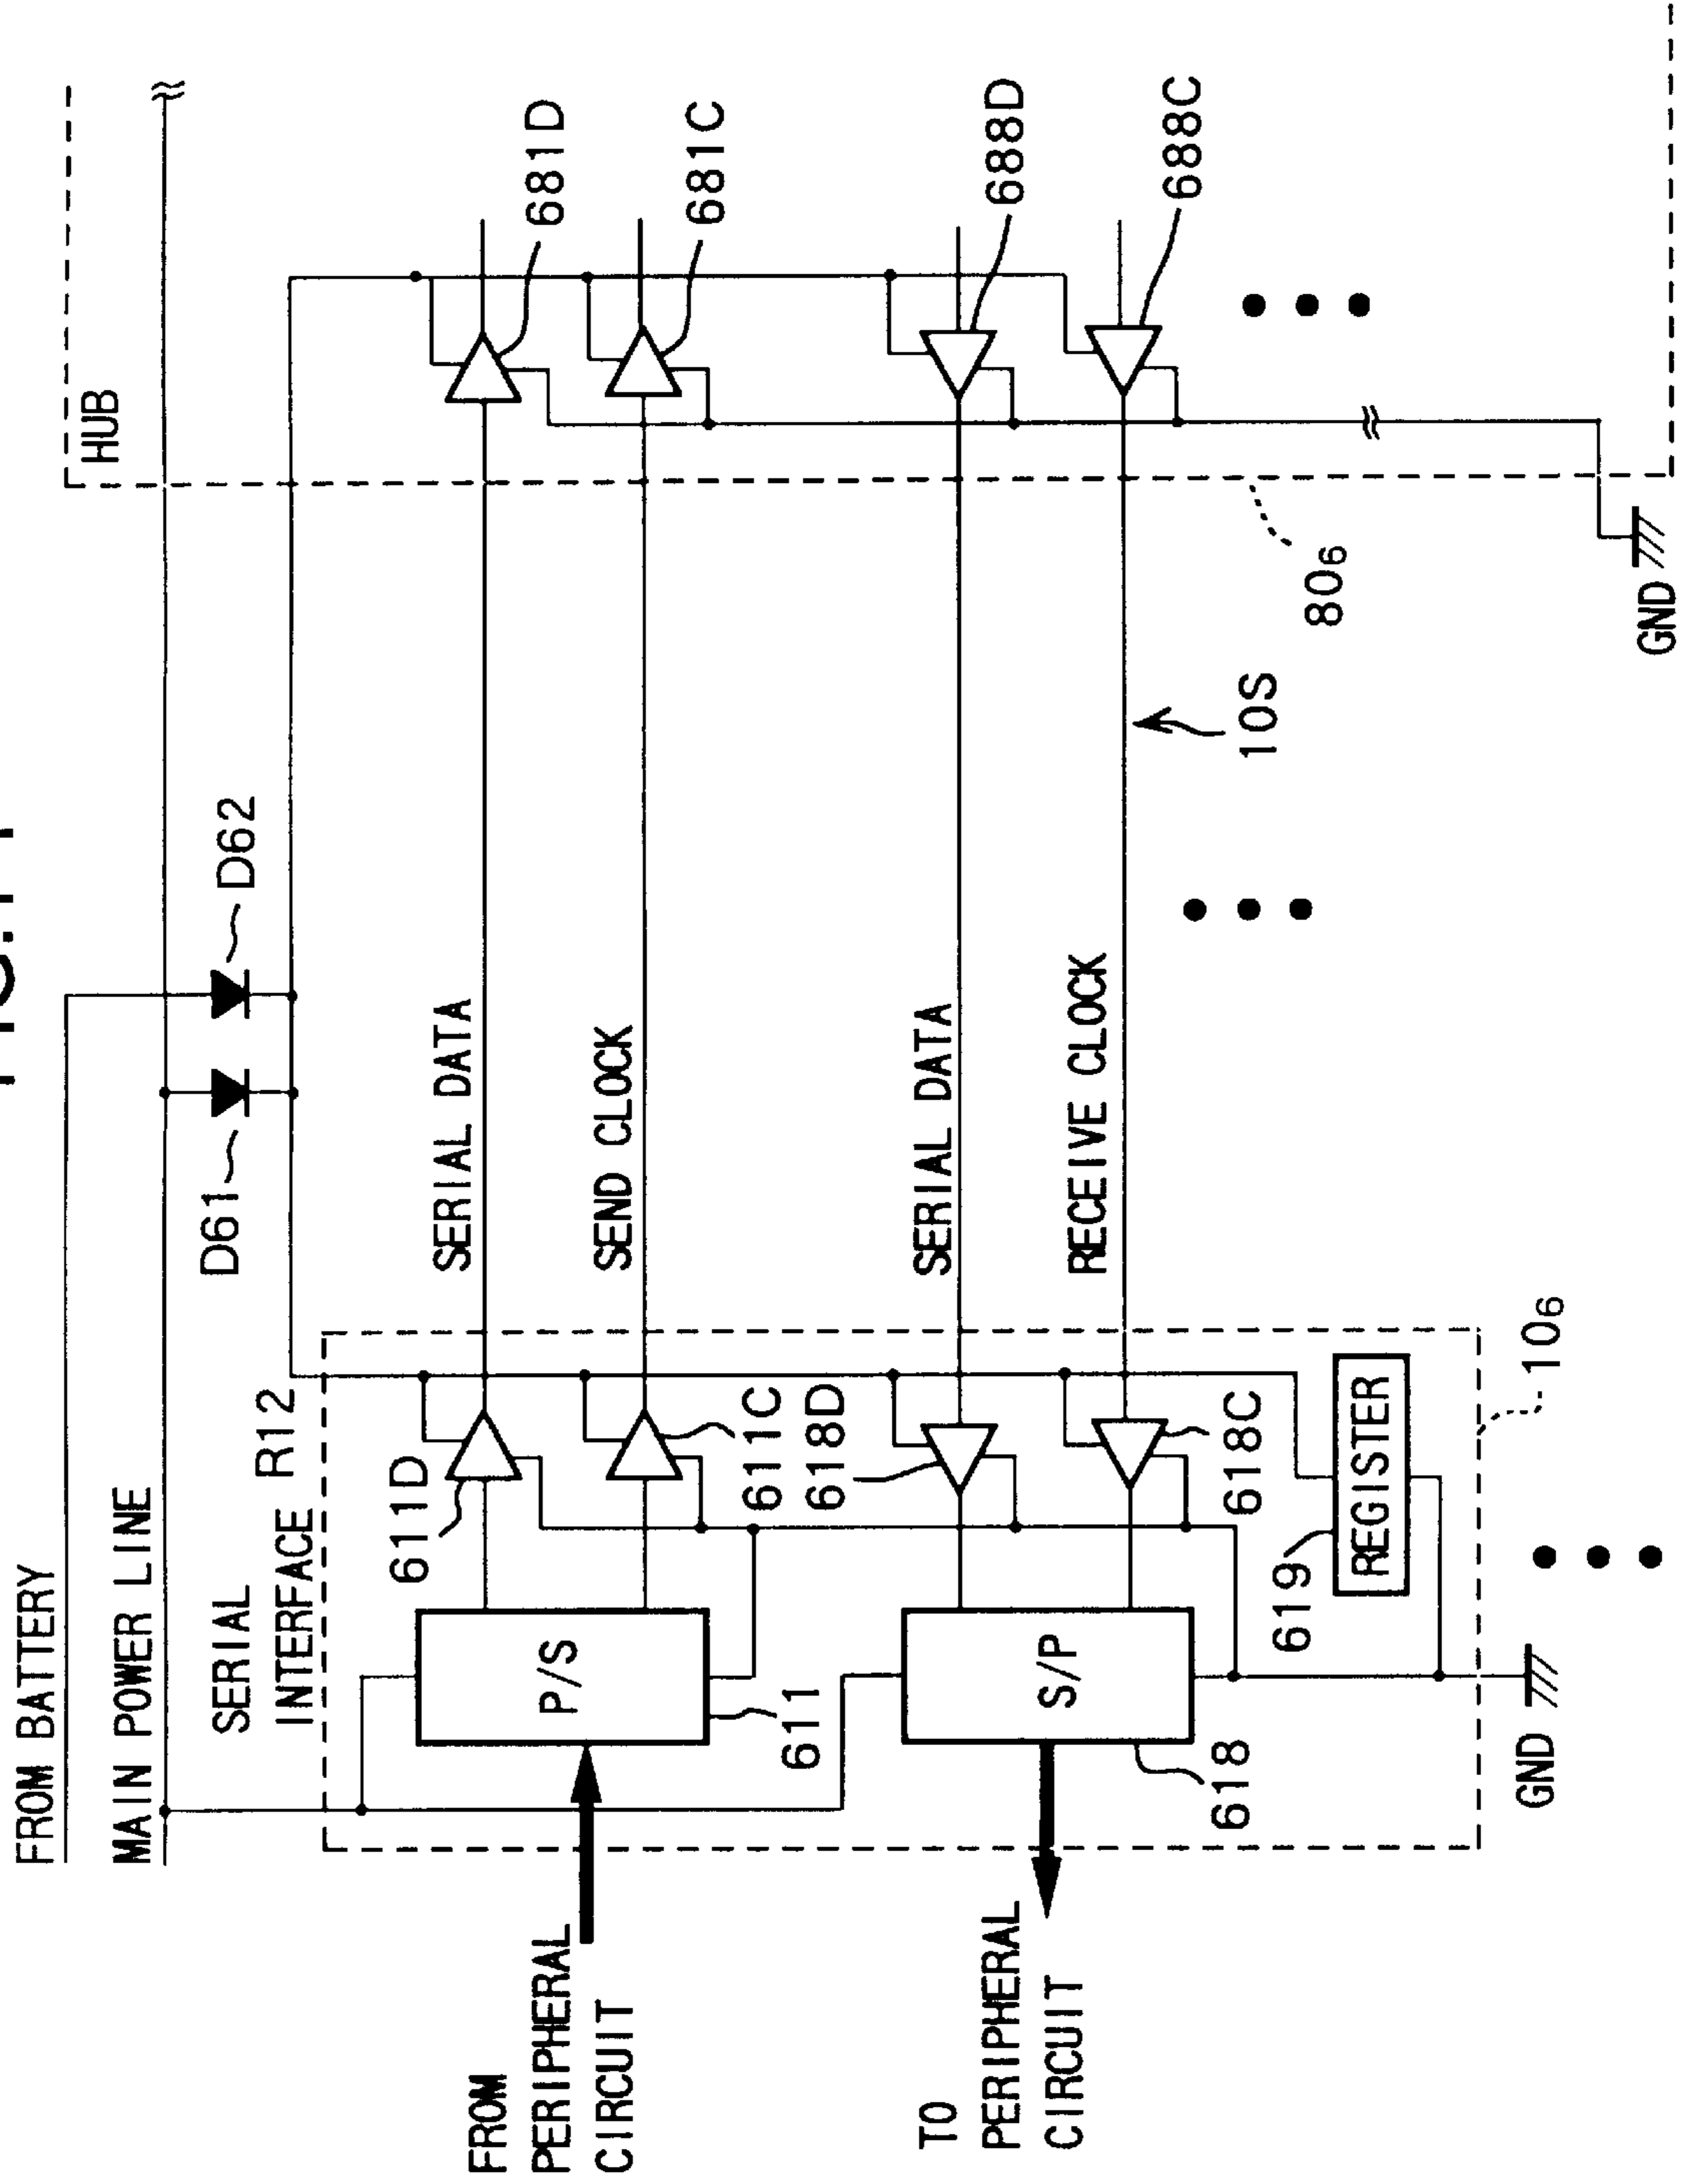 FROM BATTERY
MAIN POWER LINE
SERIAL
INTERFACE R12
D61
D62
HUB
FROM
PERIPHERAL
CIRCUIT
P/S
611
611D
611C
SERIAL DATA
SEND CLOCK
681D
681C
TO
PERIPHERAL
CIRCUIT
S/P
618
618D
618C
SERIAL DATA
RECEIVE CLOCK
688D
688C
619
REGISTER
10S
10₆
80₆
GND
GND